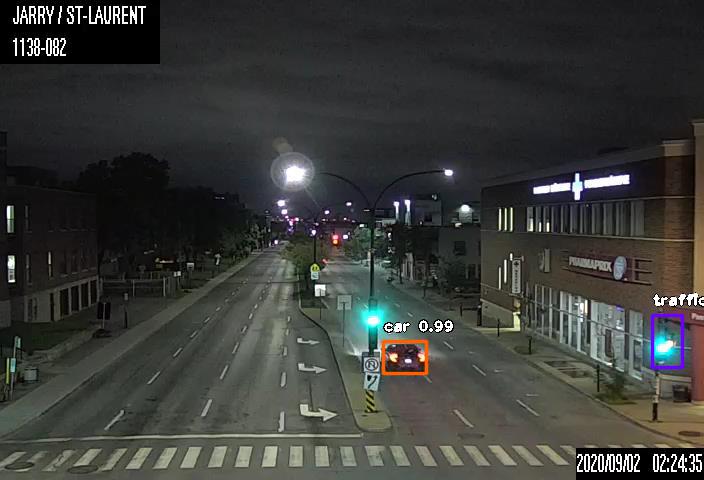 JARRY / ST-LAURENT
1138-082
PHARMAPRIX
traffic
car 0.99
2020/09/02 02:24:35